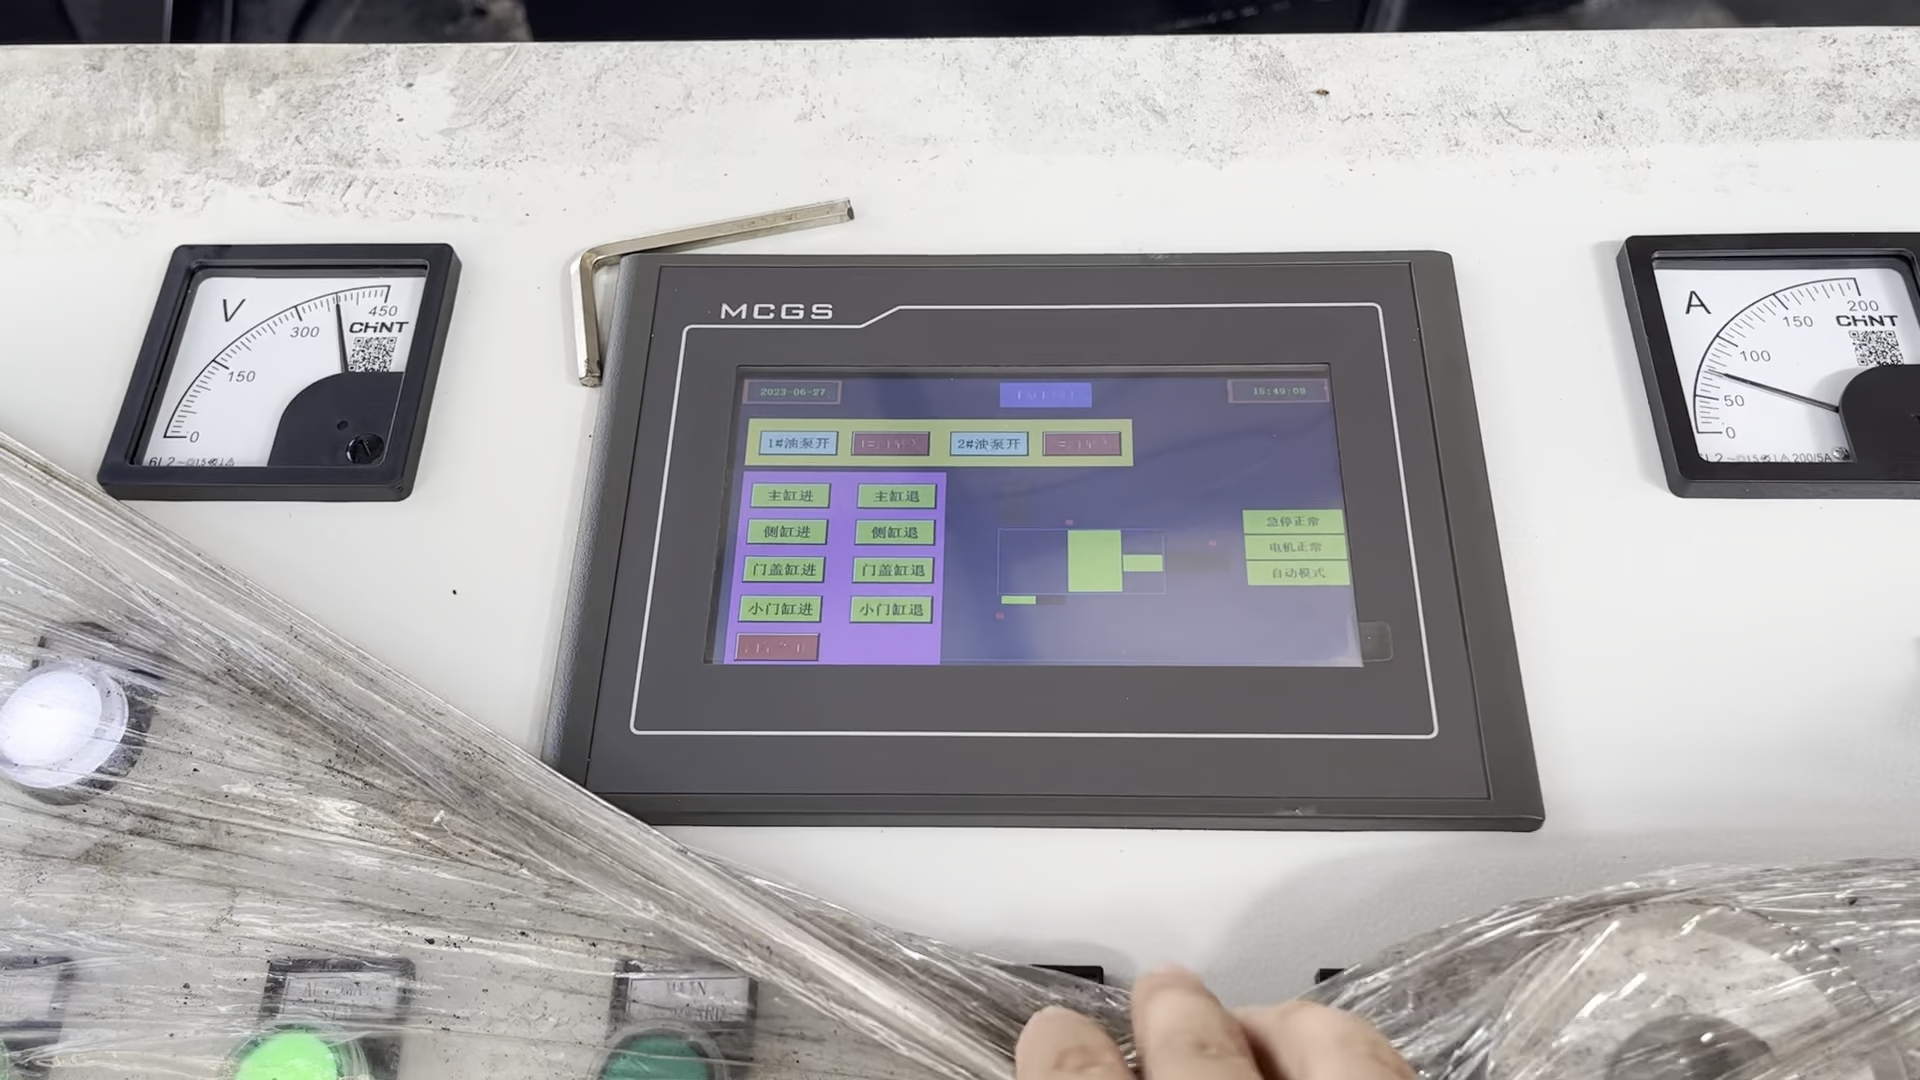 V
450
300
150
0
CHNT
MCGS
2023-06-27
15:49:09
1#油泵开
2#油泵开
主缸进
主缸退
侧缸进
侧缸退
门盖缸进
门盖缸退
小门缸进
小门缸退
急停正常
电机正常
自动模式
A
200
150
100
50
0
CHNT
200/5A
MAIN